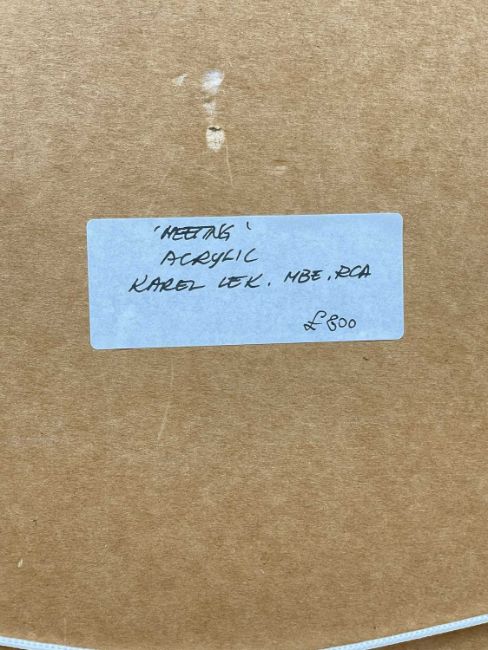 'MEETING'
ACRYLIC
KAREL LEK. MBE. RCA
£800